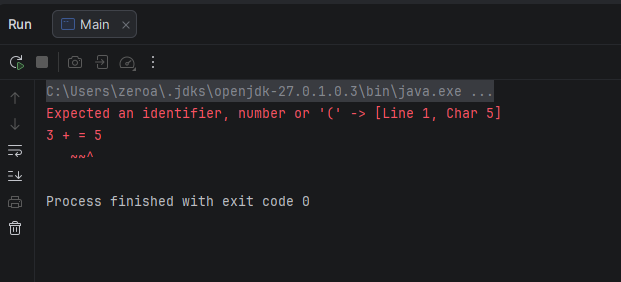 Run Main
C:\Users\zeroa\.jdks\openjdk-27.0.1.0.3\bin\java.exe ...
Expected an identifier, number or '(' -> [Line 1, Char 5]
3 + = 5
   ~~^
Process finished with exit code 0